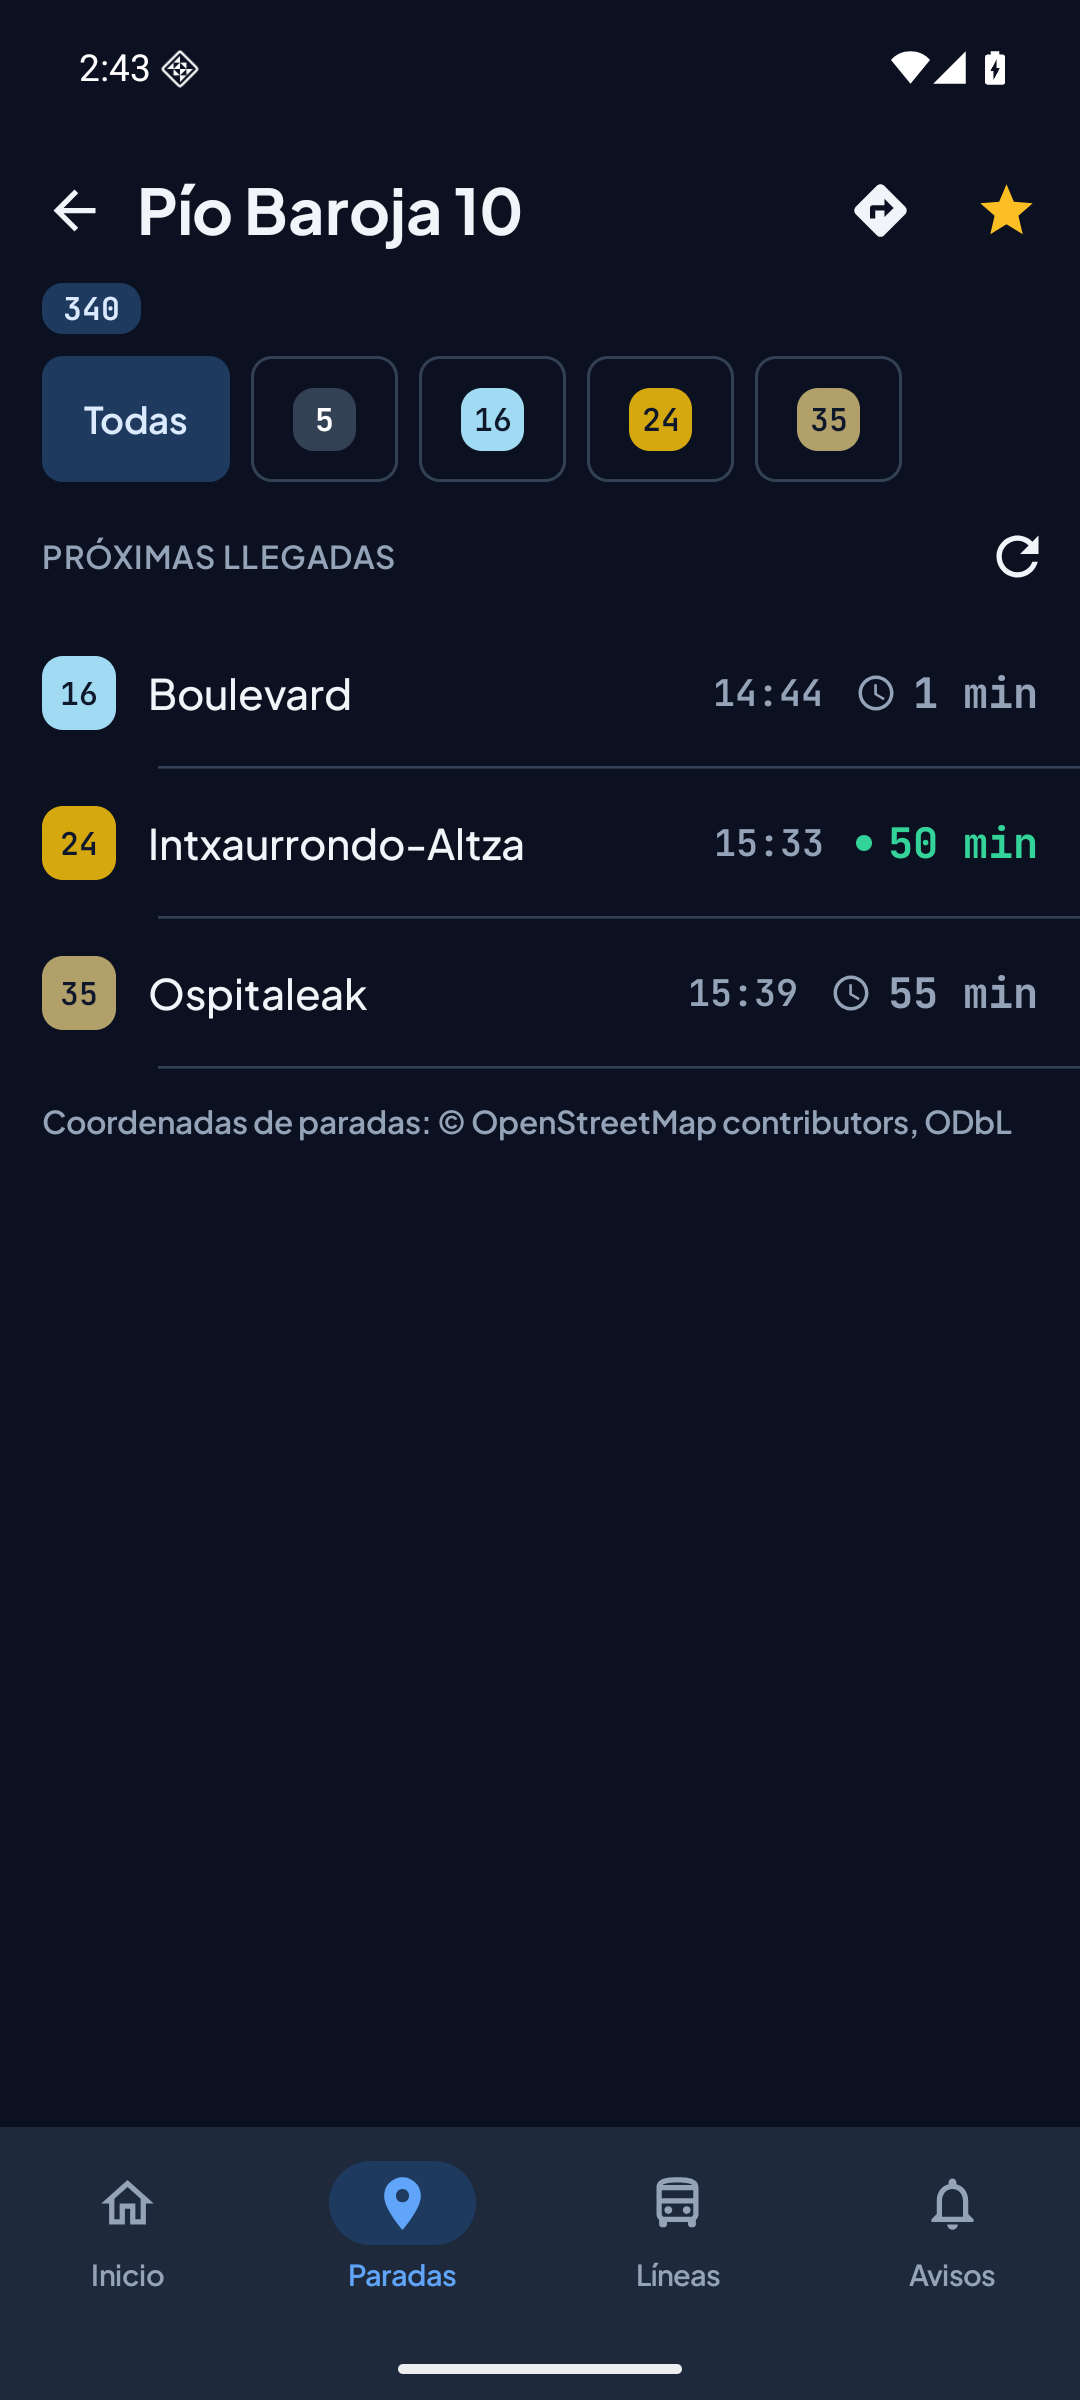 2:43
Pío Baroja 10
340
Todas 5 16 24 35
PRÓXIMAS LLEGADAS
16 Boulevard 14:44 1 min
24 Intxaurrondo-Altza 15:33 50 min
35 Ospitaleak 15:39 55 min
Coordenadas de paradas: © OpenStreetMap contributors, ODbL
Inicio Paradas Líneas Avisos